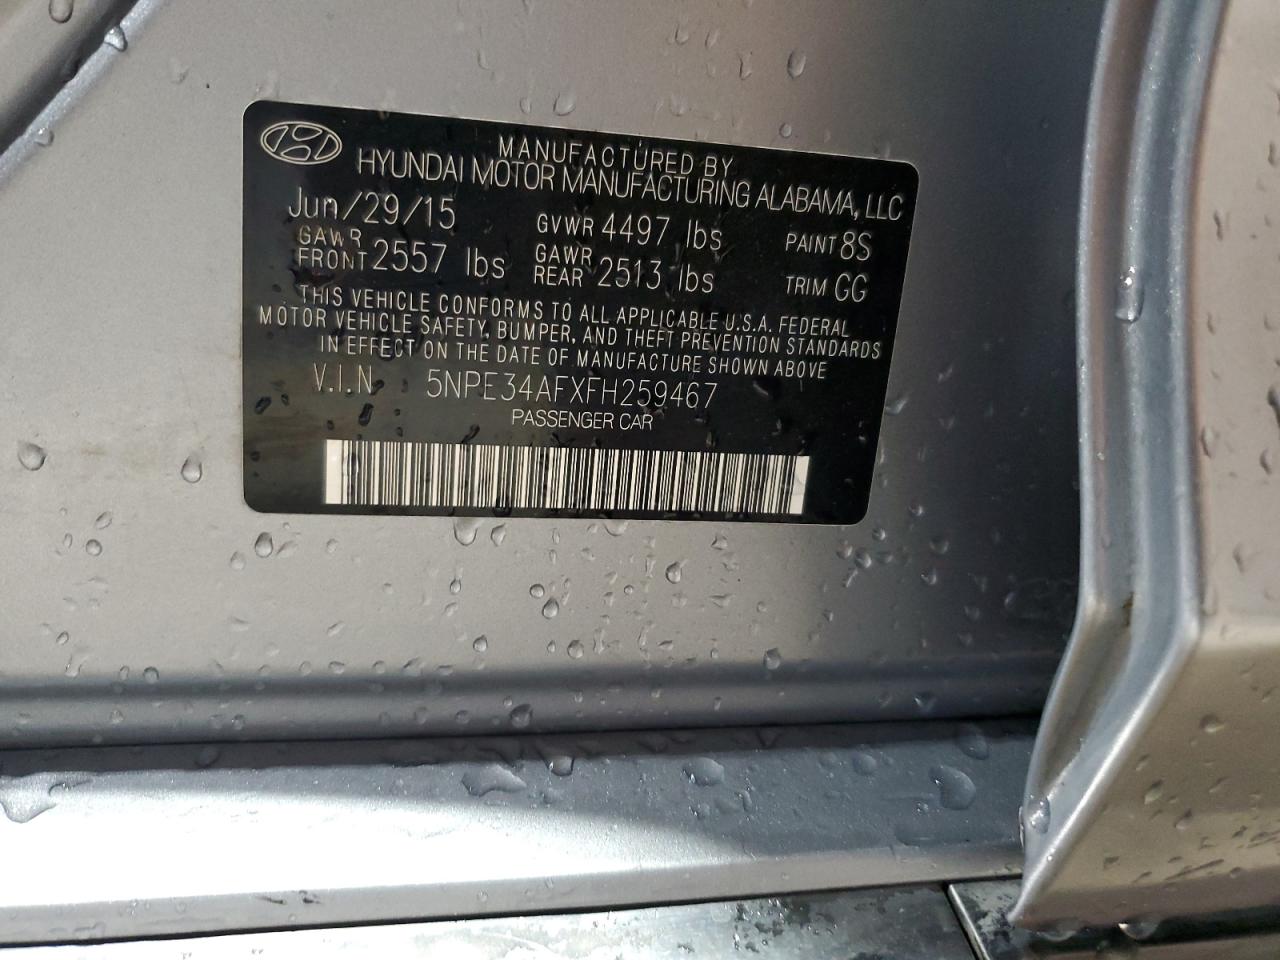 MANUFACTURED BY
HYUNDAI MOTOR MANUFACTURING ALABAMA, LLC
Jun/29/15 GVWR 4497 lbs PAINT 8S
GAWR FRONT 2557 lbs GAWR REAR 2513 lbs TRIM GG
THIS VEHICLE CONFORMS TO ALL APPLICABLE U.S.A. FEDERAL
MOTOR VEHICLE SAFETY, BUMPER, AND THEFT PREVENTION STANDARDS
IN EFFECT ON THE DATE OF MANUFACTURE SHOWN ABOVE
V.I.N 5NPE34AFXFH259467
PASSENGER CAR